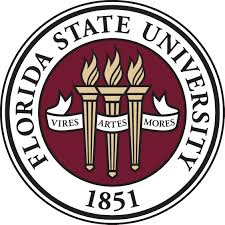 FLORIDA STATE UNIVERSITY
VIRES ARTES MORES
1851